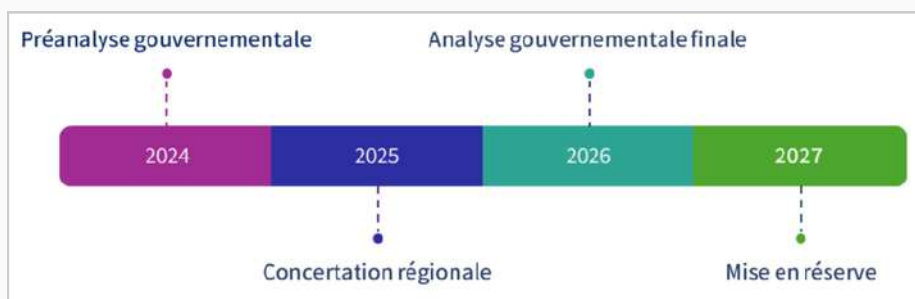 Préanalyse gouvernementale
Analyse gouvernementale finale
2024
2025
2026
2027
Concertation régionale
Mise en réserve